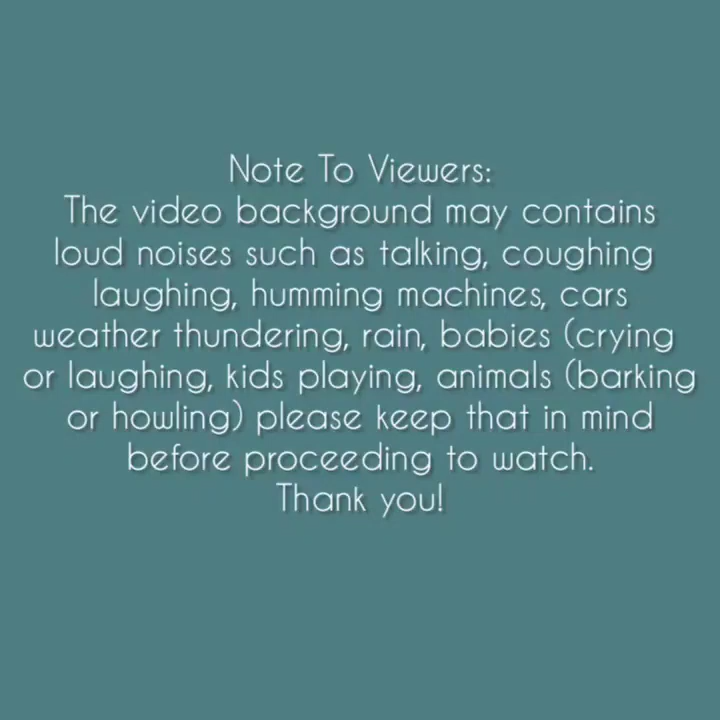 Note To Viewers:
The video background may contains
loud noises such as talking, coughing
laughing, humming machines, cars
weather thundering, rain, babies (crying
or laughing, kids playing, animals (barking
or howling) please keep that in mind
before proceeding to watch.
Thank you!